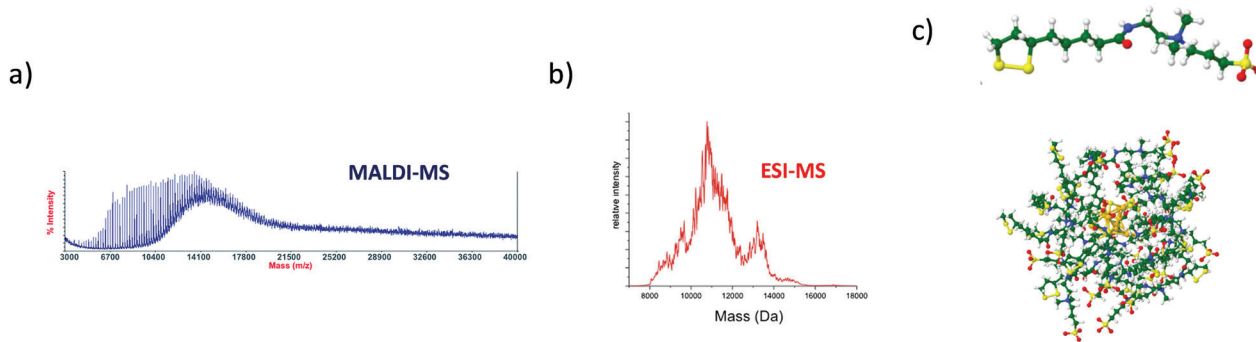 a)
MALDI-MS
% Intensity
3000 6700 10400 14100 17800 21500 25200 28900 32600 36300 40000
Mass (m/z)
b)
ESI-MS
relative intensity
8000 10000 12000 14000 16000 18000
Mass (Da)
c)